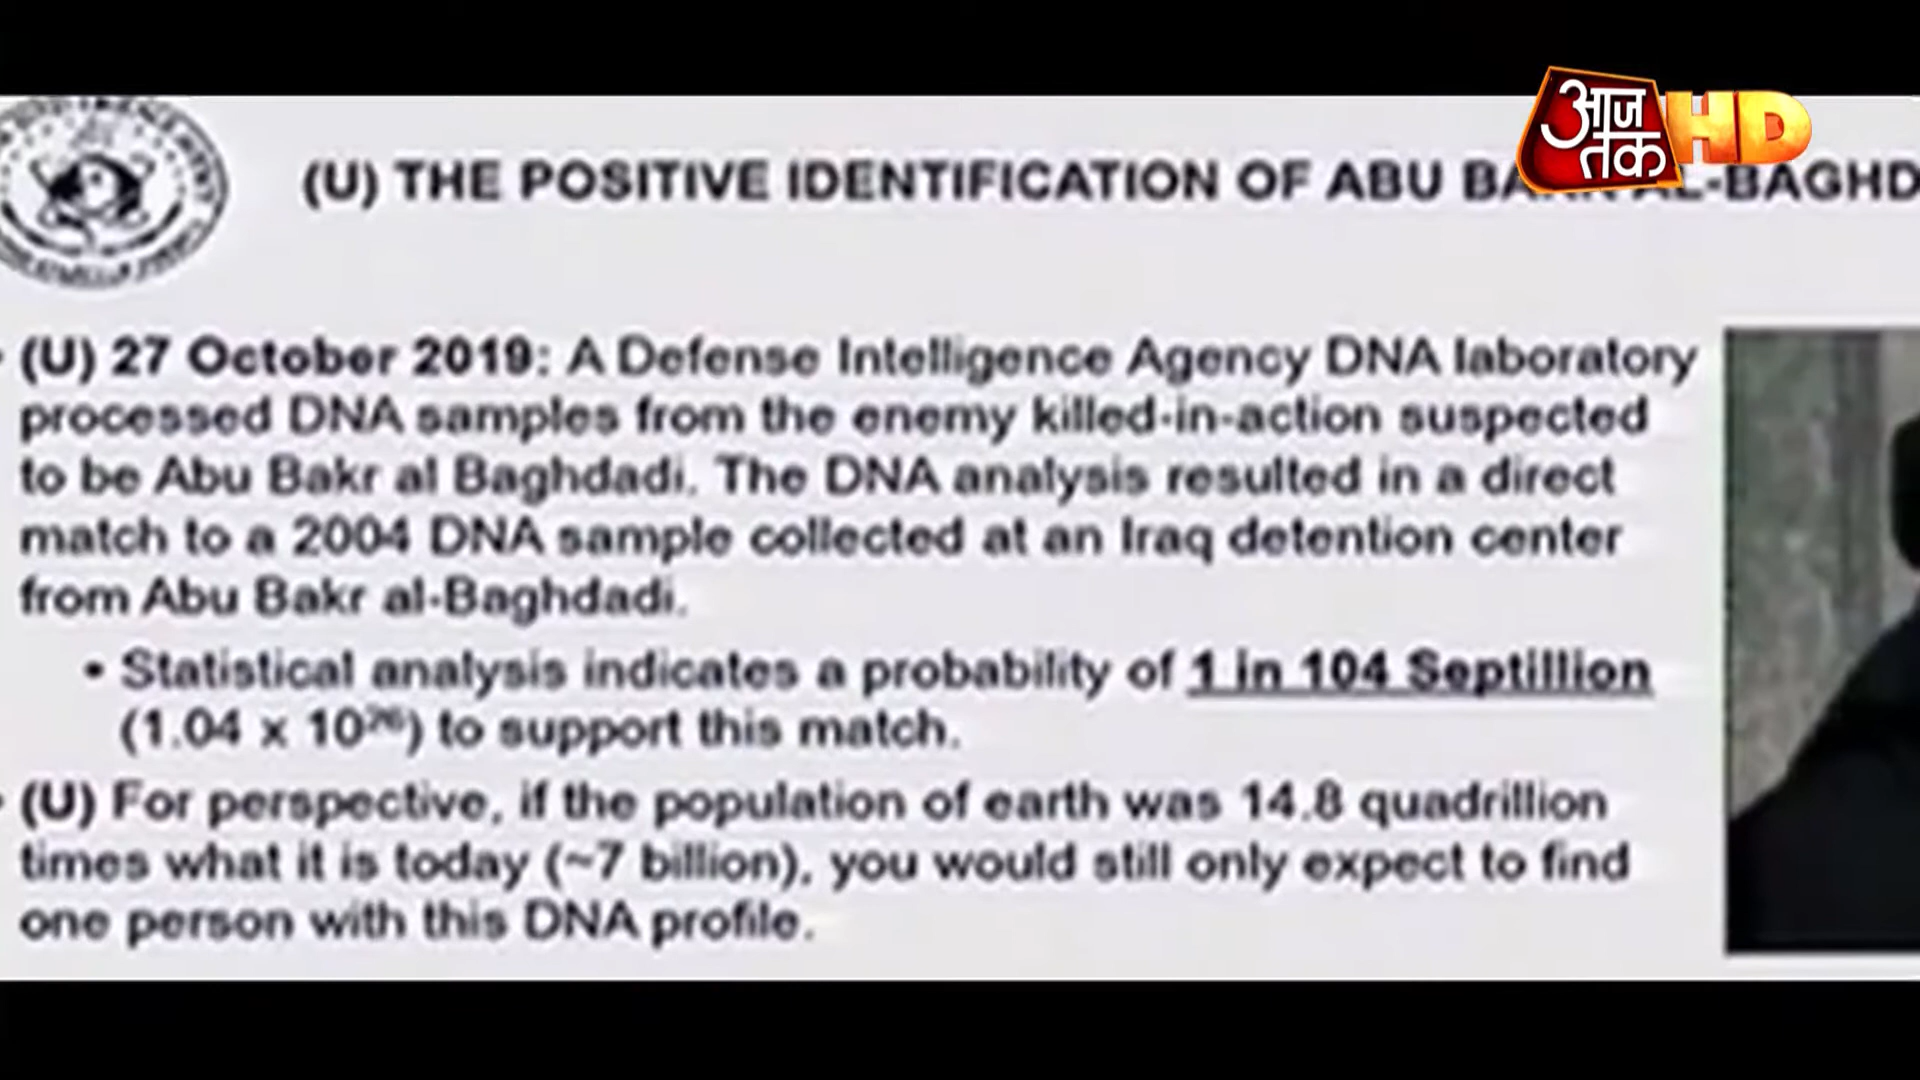 आज
तक HD
(U) THE POSITIVE IDENTIFICATION OF ABU BA AL-BAGHD
(U) 27 October 2019: A Defense Intelligence Agency DNA laboratory
processed DNA samples from the enemy killed-in-action suspected
to be Abu Bakr al Baghdadi. The DNA analysis resulted in a direct
match to a 2004 DNA sample collected at an Iraq detention center
from Abu Bakr al-Baghdadi.
• Statistical analysis indicates a probability of 1 in 104 Septillion
(1.04 x 10²⁶) to support this match.
(U) For perspective, if the population of earth was 14.8 quadrillion
times what it is today (~7 billion), you would still only expect to find
one person with this DNA profile.